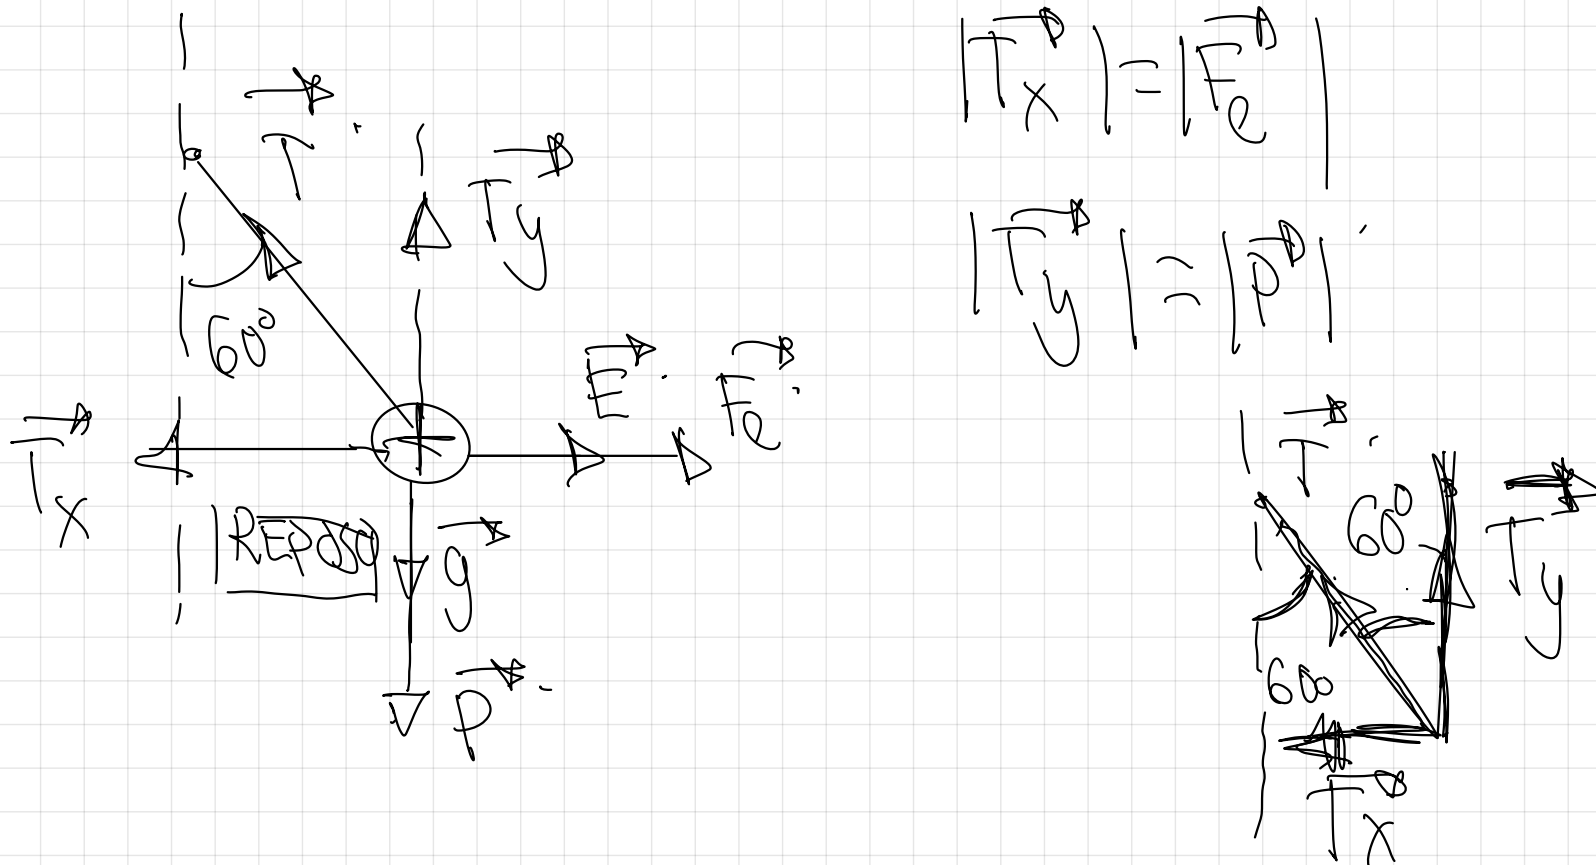 T
Ty
60°
E Fe
Tx
+
REPOSO
g
P
|Tx| = |Fe|
|Ty| = |P|
T 60° Ty
60
Tx